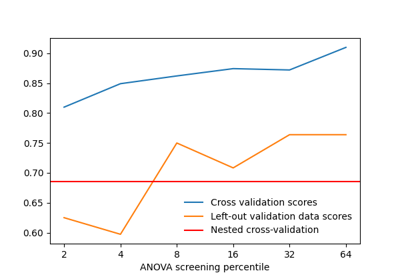 0.90
0.85
0.80
0.75
0.70
0.65
0.60
Cross validation scores
Left-out validation data scores
Nested cross-validation
2 4 8 16 32 64
ANOVA screening percentile